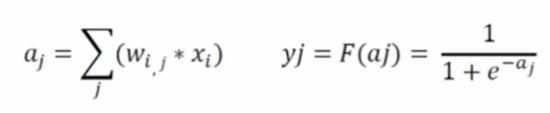 a_j = ∑_j (w_{i,j} * x_i)    yj = F(aj) = 1 / (1 + e^{-a_j})